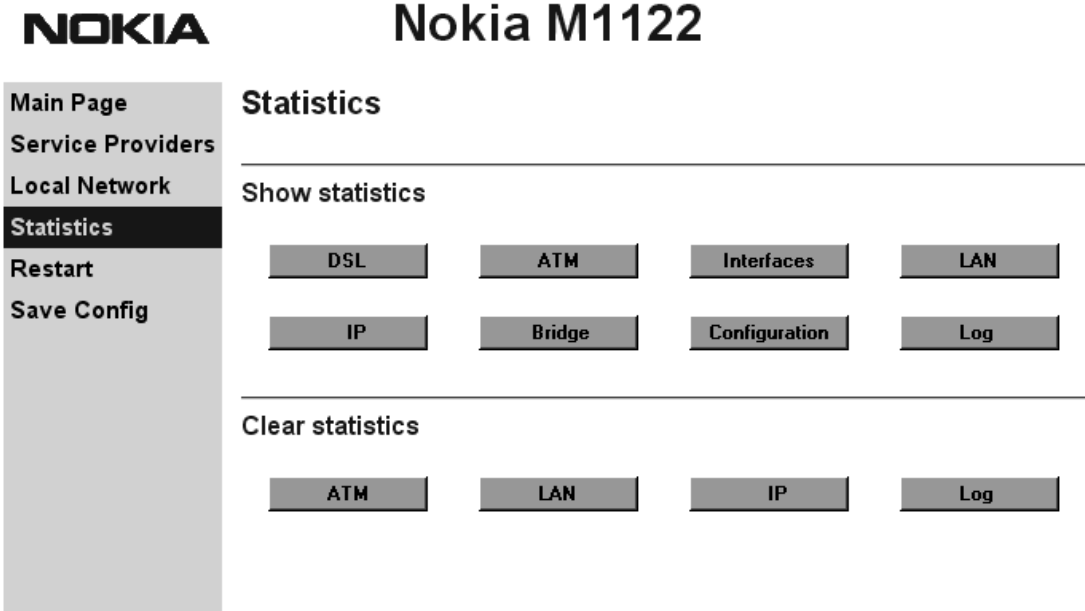 NOKIA
Nokia M1122
Main Page
Service Providers
Local Network
Statistics
Restart
Save Config
Statistics
Show statistics
DSL ATM Interfaces LAN
IP Bridge Configuration Log
Clear statistics
ATM LAN IP Log